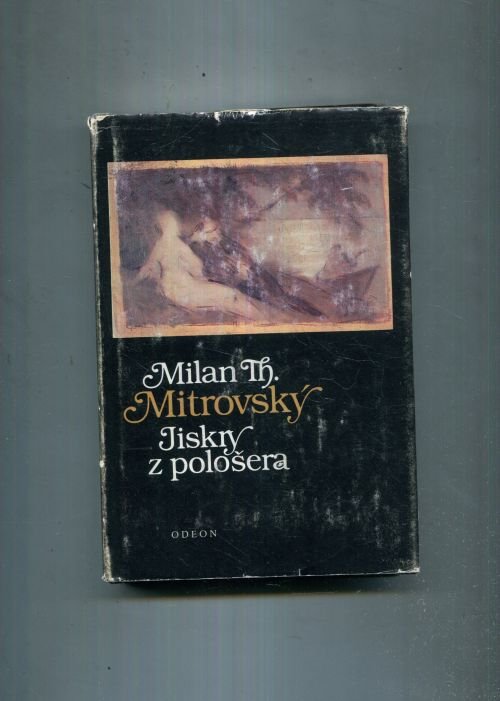 Milan Th.
Mitrovský
Jiskry
z pološera
ODEON